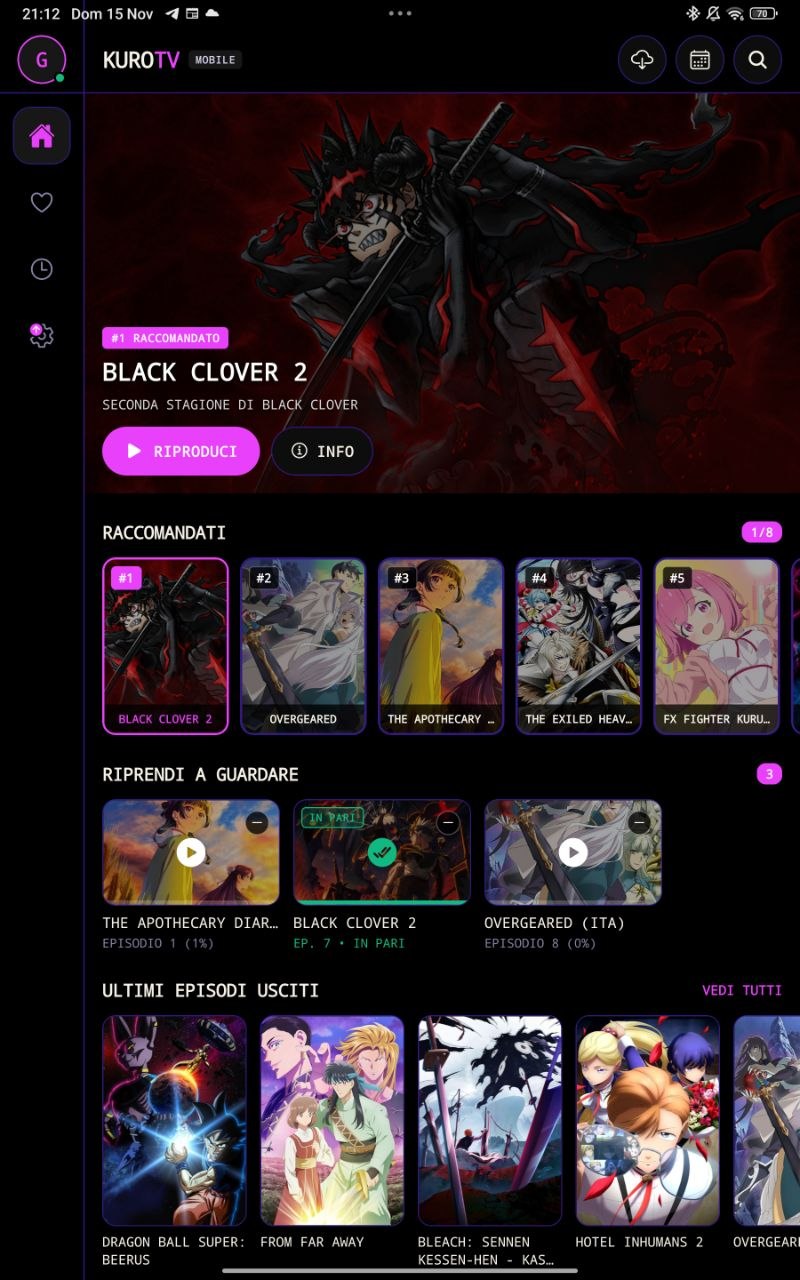 21:12 Dom 15 Nov
70
G
KUROTV MOBILE
#1 RACCOMANDATO
BLACK CLOVER 2
SECONDA STAGIONE DI BLACK CLOVER
RIPRODUCI
INFO
RACCOMANDATI
1/8
#1
#2
#3
#4
#5
BLACK CLOVER 2
OVERGEARED
THE APOTHECARY …
THE EXILED HEAV…
FX FIGHTER KURU…
RIPRENDI A GUARDARE
3
IN PARI
THE APOTHECARY DIAR…
BLACK CLOVER 2
OVERGEARED (ITA)
EPISODIO 1 (1%)
EP. 7 • IN PARI
EPISODIO 8 (0%)
ULTIMI EPISODI USCITI
VEDI TUTTI
DRAGON BALL SUPER:
BEERUS
FROM FAR AWAY
BLEACH: SENNEN
KESSEN-HEN - KAS…
HOTEL INHUMANS 2
OVERGEAR